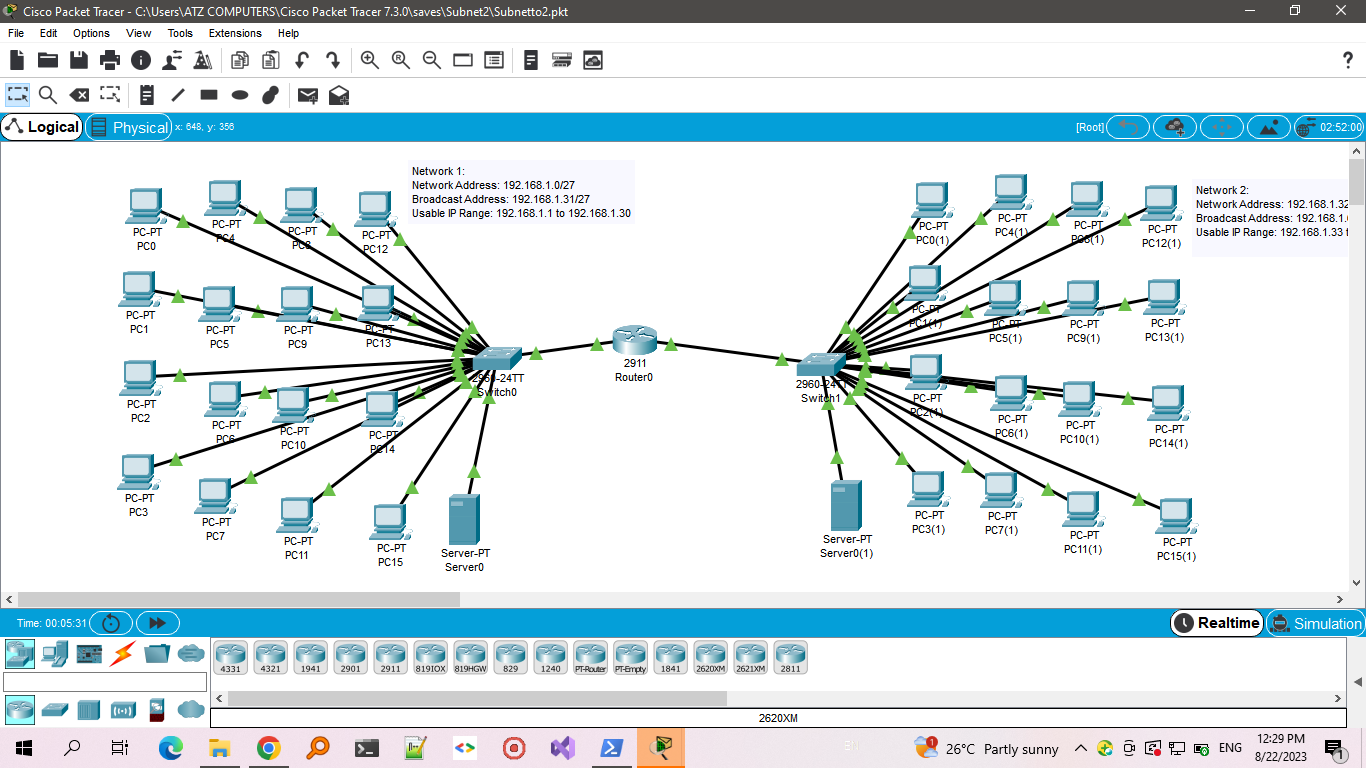 Cisco Packet Tracer - C:\Users\ATZ COMPUTERS\Cisco Packet Tracer 7.3.0\saves\Subnet2\Subnetto2.pkt
File Edit Options View Tools Extensions Help
Logical Physical x: 648, y: 356 [Root] 02:52:00
Network 1:
Network Address: 192.168.1.0/27
Broadcast Address: 192.168.1.31/27
Usable IP Range: 192.168.1.1 to 192.168.1.30
Network 2:
Network Address: 192.168.1.32
Broadcast Address: 192.168.1.
Usable IP Range: 192.168.1.33
PC-PT
PC0
PC-PT
PC4
PC-PT
PC8
PC-PT
PC12
PC-PT
PC1
PC-PT
PC5
PC-PT
PC9
PC-PT
PC13
PC-PT
PC2
PC-PT
PC6
PC-PT
PC10
PC-PT
PC14
PC-PT
PC3
PC-PT
PC7
PC-PT
PC11
PC-PT
PC15
Server-PT
Server0
2960-24TT
Switch0
2911
Router0
2960-24TT
Switch1
PC-PT
PC0(1)
PC-PT
PC4(1)
PC-PT
PC8(1)
PC-PT
PC12(1)
PC-PT
PC1(1)
PC-PT
PC5(1)
PC-PT
PC9(1)
PC-PT
PC13(1)
PC-PT
PC2(1)
PC-PT
PC6(1)
PC-PT
PC10(1)
PC-PT
PC14(1)
Server-PT
Server0(1)
PC-PT
PC3(1)
PC-PT
PC7(1)
PC-PT
PC11(1)
PC-PT
PC15(1)
Time: 00:05:31 Realtime Simulation
4331 4321 1941 2901 2911 819IOX 819HGW 829 1240 PT-Router PT-Empty 1841 2620XM 2621XM 2811
2620XM
1 26°C Partly sunny ENG 12:29 PM
8/22/2023 1